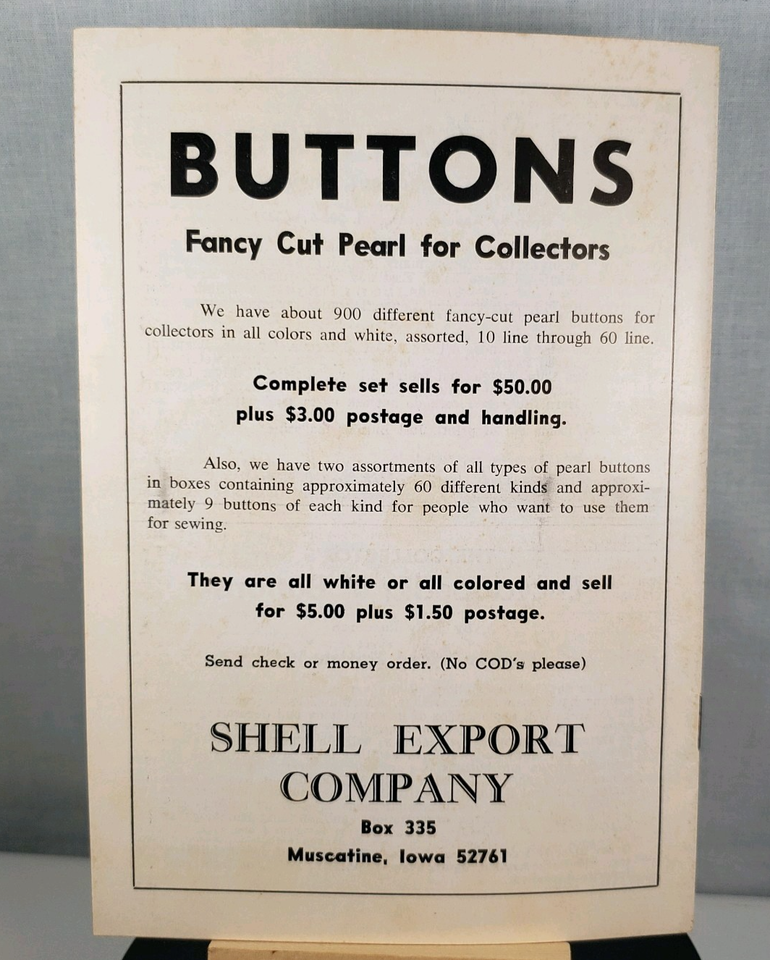 BUTTONS
Fancy Cut Pearl for Collectors
We have about 900 different fancy-cut pearl buttons for
collectors in all colors and white, assorted, 10 line through 60 line.
Complete set sells for $50.00
plus $3.00 postage and handling.
Also, we have two assortments of all types of pearl buttons
in boxes containing approximately 60 different kinds and approxi-
mately 9 buttons of each kind for people who want to use them
for sewing.
They are all white or all colored and sell
for $5.00 plus $1.50 postage.
Send check or money order. (No COD's please)
SHELL EXPORT
COMPANY
Box 335
Muscatine, Iowa 52761